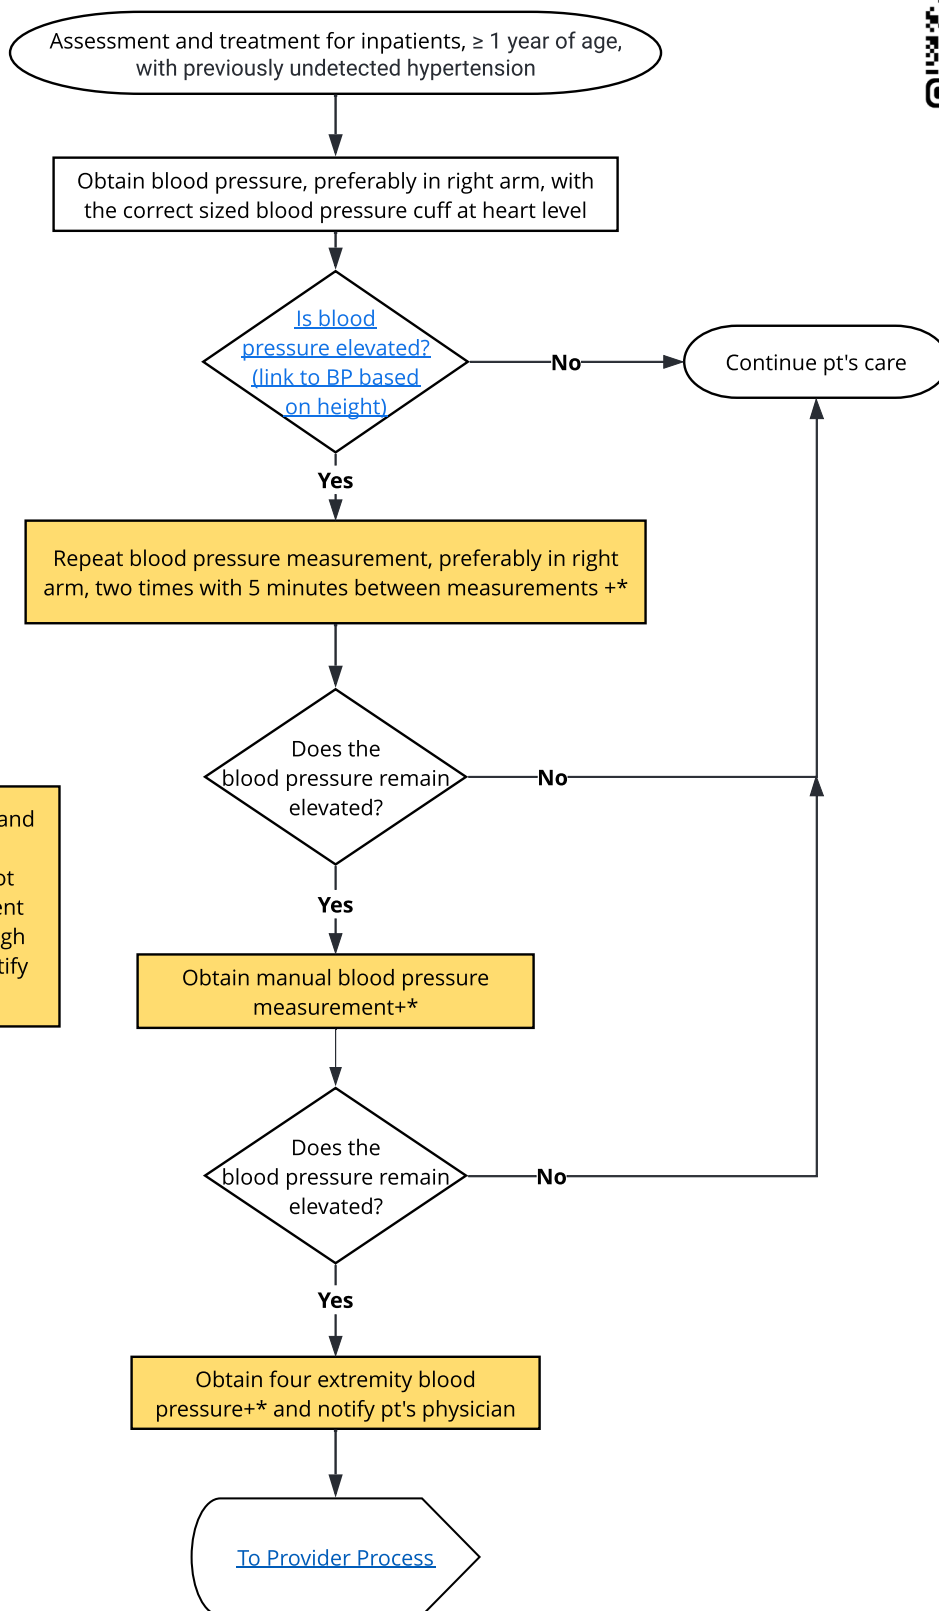 Assessment and treatment for inpatients, ≥ 1 year of age,
with previously undetected hypertension
Obtain blood pressure, preferably in right arm, with
the correct sized blood pressure cuff at heart level
Is blood
pressure elevated?
(link to BP based
on height)
No
Continue pt's care
Yes
Repeat blood pressure measurement, preferably in right
arm, two times with 5 minutes between measurements +*
Does the
blood pressure remain
elevated?
No
and
Yes
Obtain manual blood pressure
measurement+*
Does the
blood pressure remain
elevated?
No
Yes
Obtain four extremity blood
pressure+* and notify pt's physician
To Provider Process